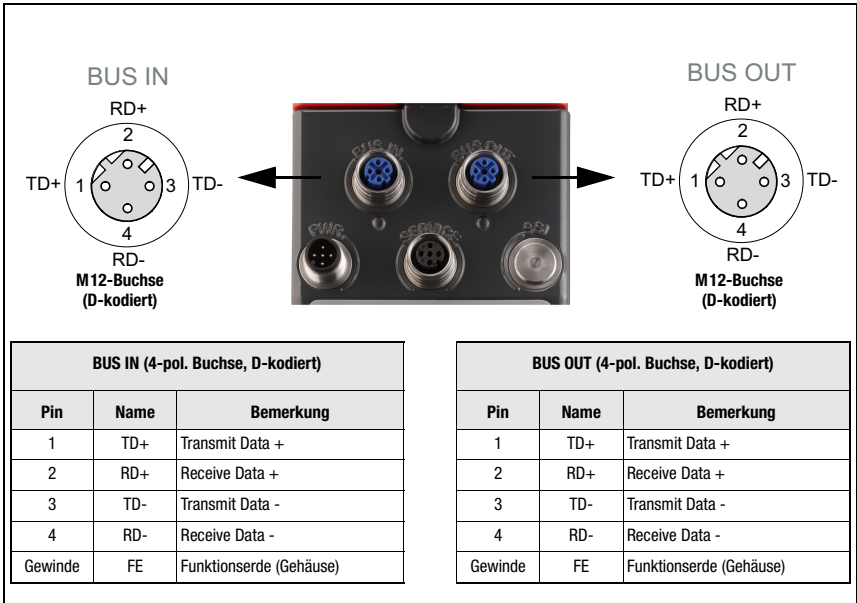 BUS IN
RD+
2
TD+ 1 3 TD-
4
RD-
M12-Buchse
(D-kodiert)
BUS IN
BUS OUT
PWR
SERVICE
SSI
BUS OUT
RD+
2
TD+ 1 3 TD-
4
RD-
M12-Buchse
(D-kodiert)
BUS IN (4-pol. Buchse, D-kodiert)
Pin Name Bemerkung
1 TD+ Transmit Data +
2 RD+ Receive Data +
3 TD- Transmit Data -
4 RD- Receive Data -
Gewinde FE Funktionserde (Gehäuse)
BUS OUT (4-pol. Buchse, D-kodiert)
Pin Name Bemerkung
1 TD+ Transmit Data +
2 RD+ Receive Data +
3 TD- Transmit Data -
4 RD- Receive Data -
Gewinde FE Funktionserde (Gehäuse)